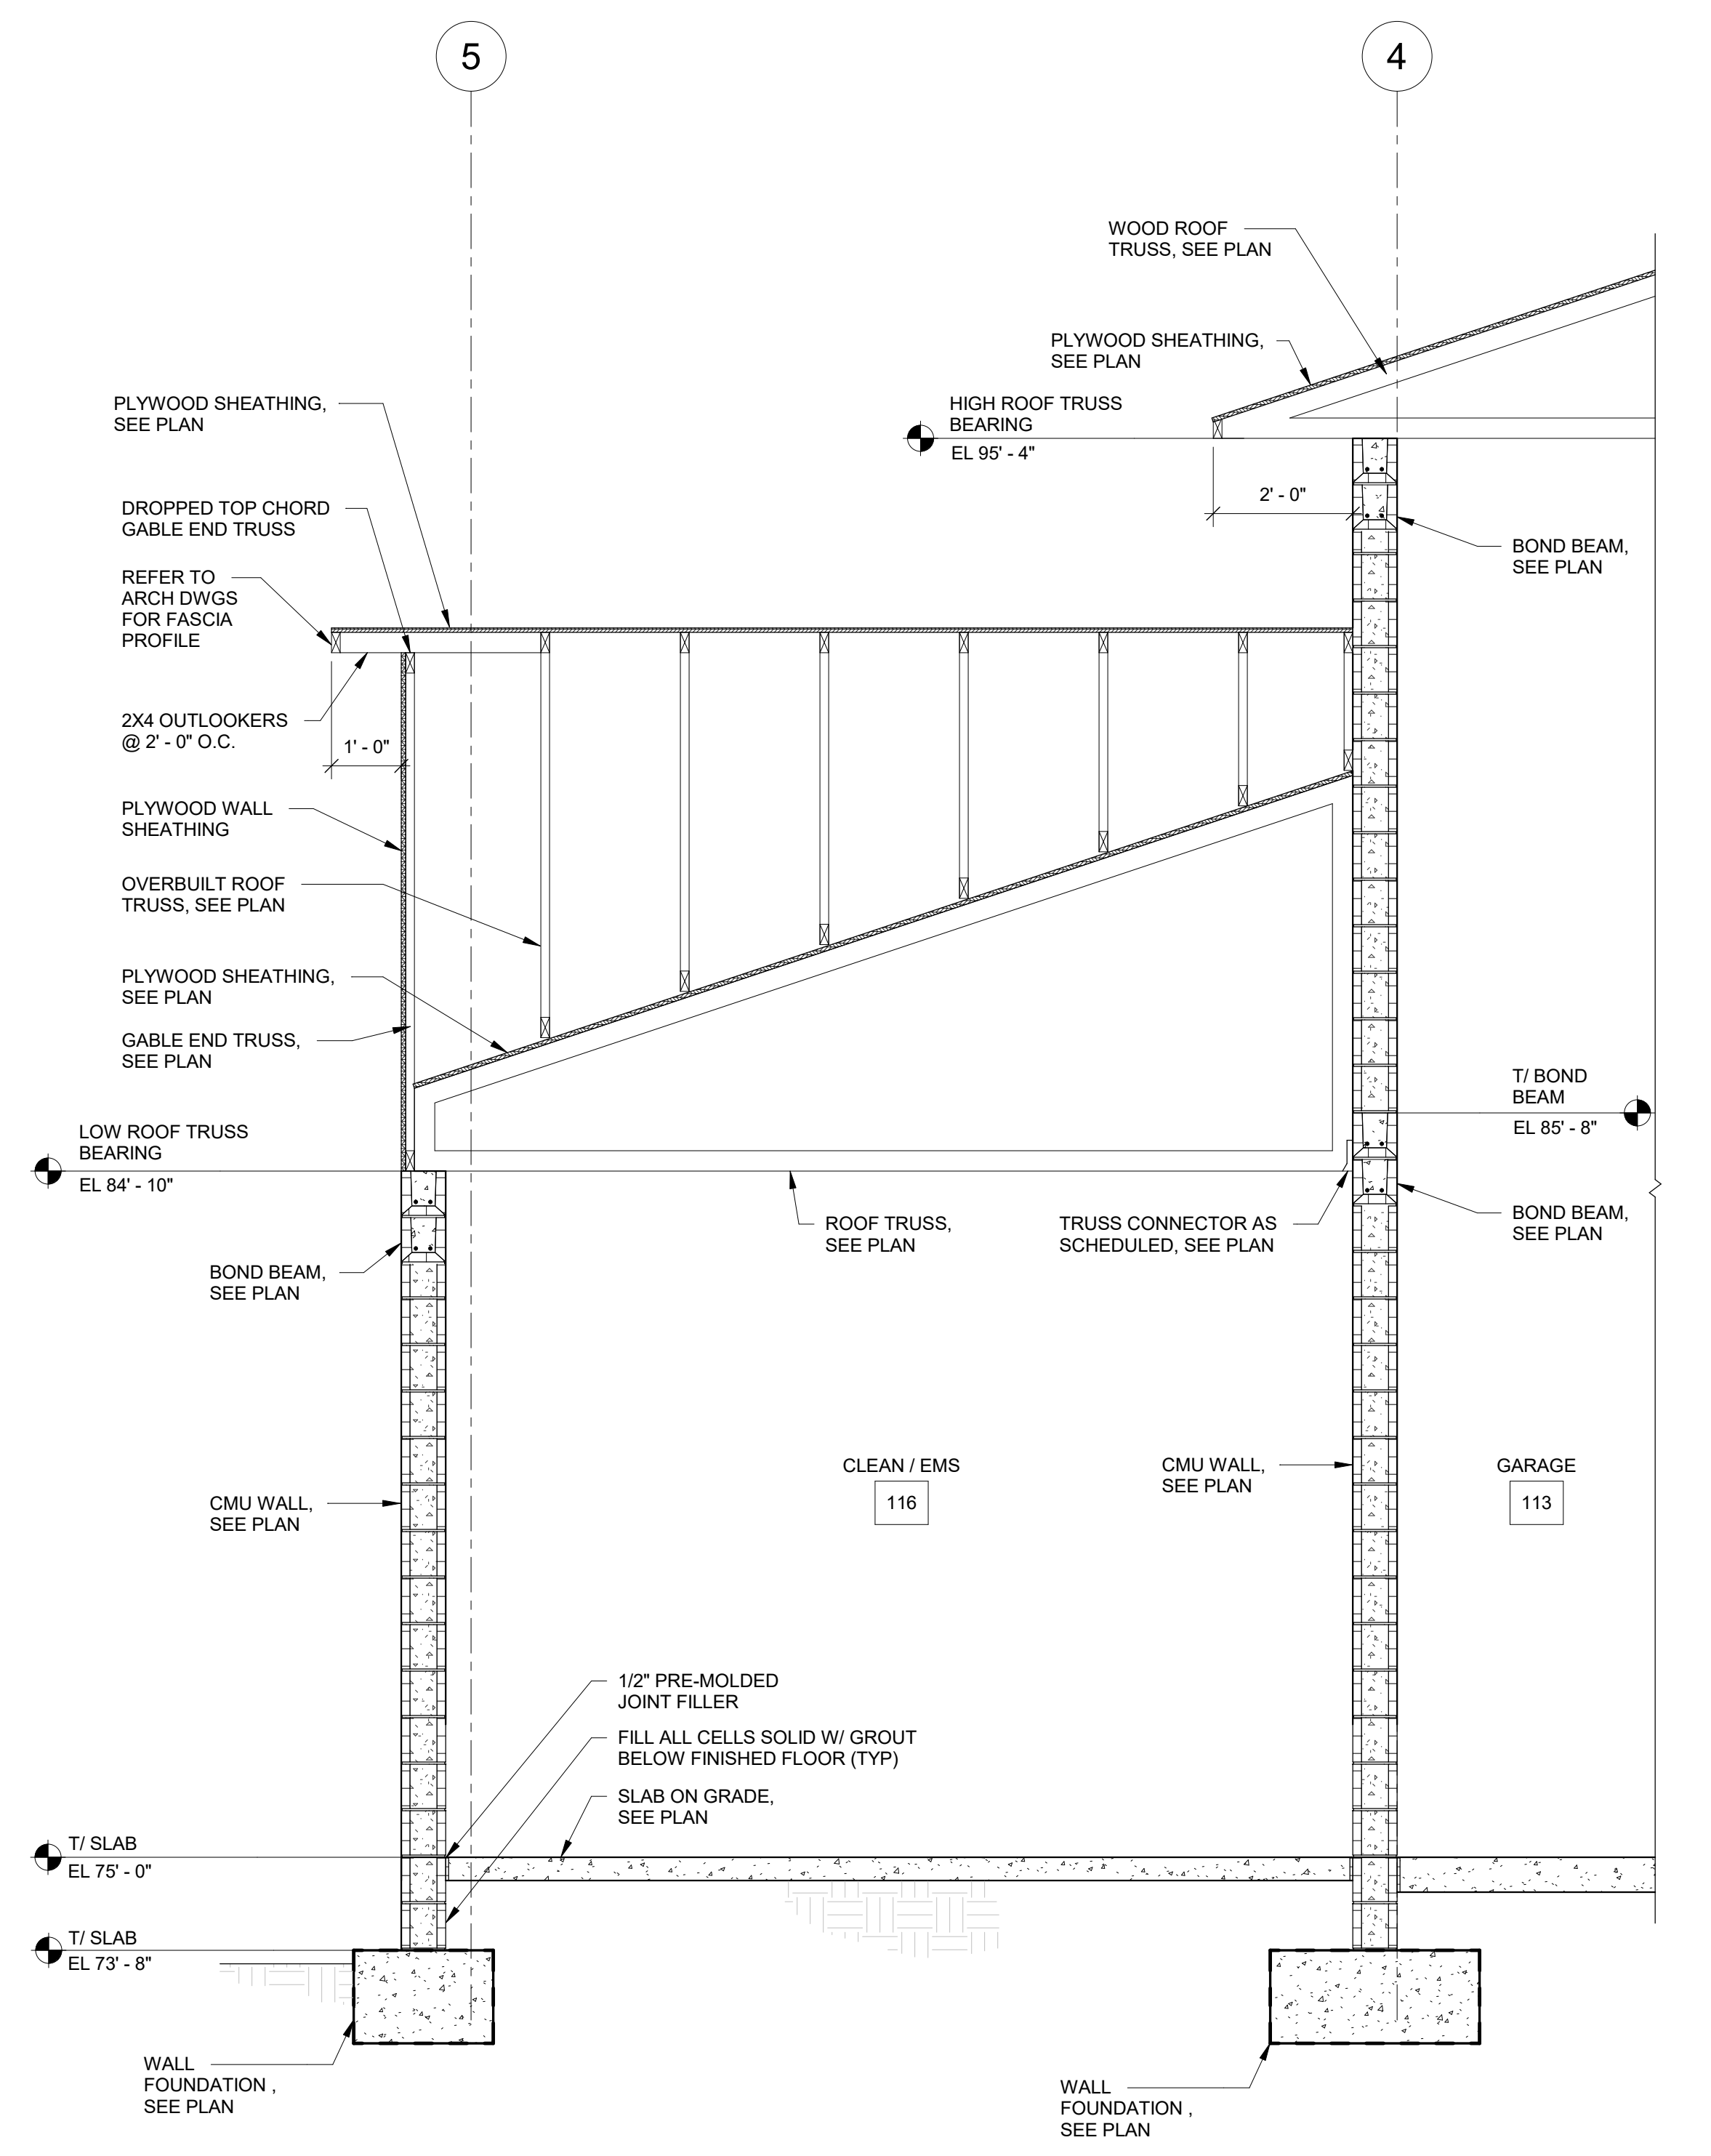 5
4
WOOD ROOF
TRUSS, SEE PLAN
PLYWOOD SHEATHING,
SEE PLAN
PLYWOOD SHEATHING,
SEE PLAN
HIGH ROOF TRUSS
BEARING
EL 95' - 4"
2' - 0"
DROPPED TOP CHORD
GABLE END TRUSS
BOND BEAM,
SEE PLAN
REFER TO
ARCH DWGS
FOR FASCIA
PROFILE
2X4 OUTLOOKERS
@ 2' - 0" O.C.
1' - 0"
PLYWOOD WALL
SHEATHING
OVERBUILT ROOF
TRUSS, SEE PLAN
PLYWOOD SHEATHING,
SEE PLAN
GABLE END TRUSS,
SEE PLAN
T/ BOND
BEAM
EL 85' - 8"
LOW ROOF TRUSS
BEARING
EL 84' - 10"
ROOF TRUSS,
SEE PLAN
TRUSS CONNECTOR AS
SCHEDULED, SEE PLAN
BOND BEAM,
SEE PLAN
BOND BEAM,
SEE PLAN
CLEAN / EMS
116
CMU WALL,
SEE PLAN
GARAGE
113
CMU WALL,
SEE PLAN
1/2" PRE-MOLDED
JOINT FILLER
FILL ALL CELLS SOLID W/ GROUT
BELOW FINISHED FLOOR (TYP)
SLAB ON GRADE,
SEE PLAN
T/ SLAB
EL 75' - 0"
T/ SLAB
EL 73' - 8"
WALL
FOUNDATION ,
SEE PLAN
WALL
FOUNDATION ,
SEE PLAN